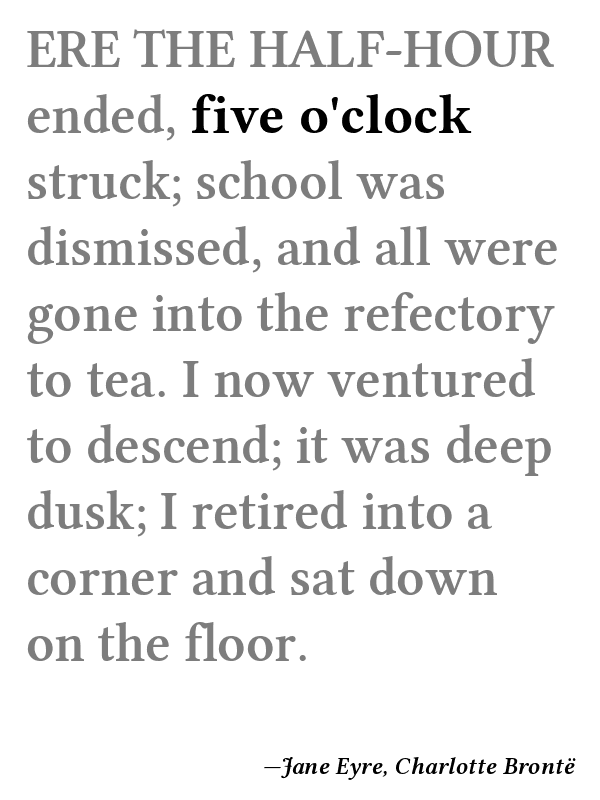 ERE THE HALF-HOUR
ended, five o'clock
struck; school was
dismissed, and all were
gone into the refectory
to tea. I now ventured
to descend; it was deep
dusk; I retired into a
corner and sat down
on the floor.
—Jane Eyre, Charlotte Brontë